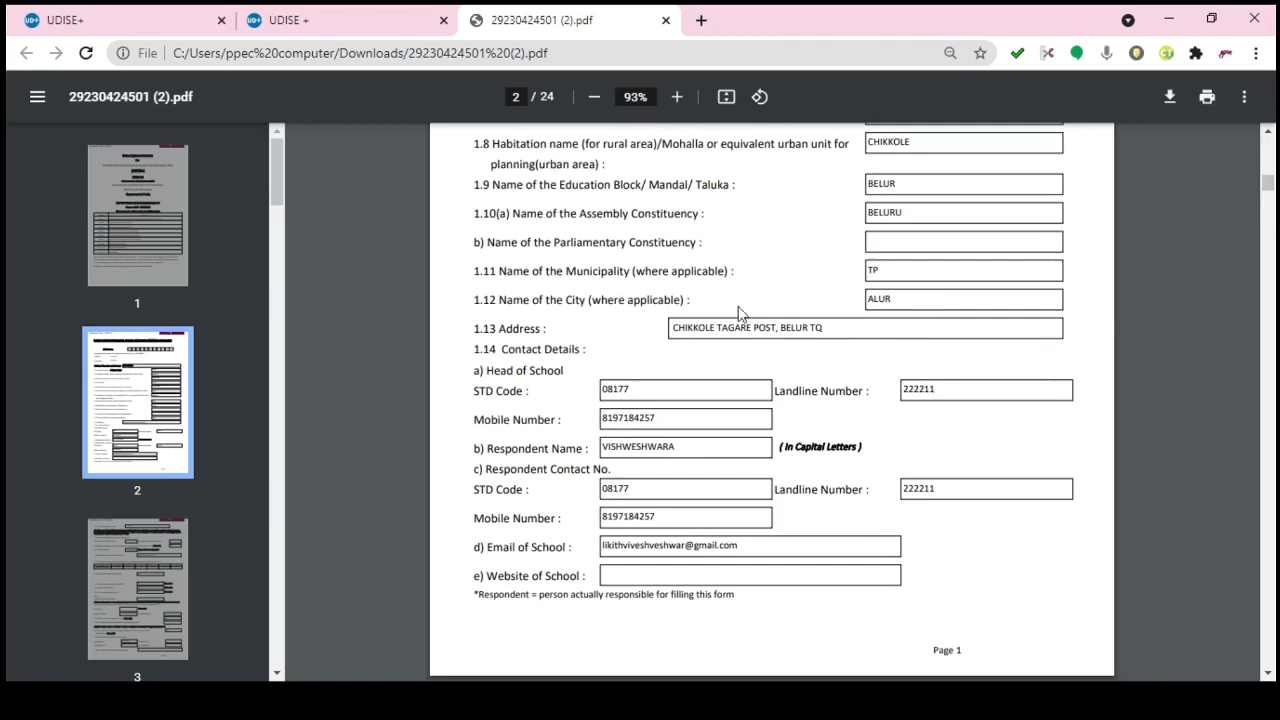 UDISE+
UDISE +
29230424501 (2).pdf
File C:/Users/ppec%20computer/Downloads/29230424501%20(2).pdf
29230424501 (2).pdf
2 / 24
93%
1.8 Habitation name (for rural area)/Mohalla or equivalent urban unit for planning(urban area) : CHIKKOLE
1.9 Name of the Education Block/ Mandal/ Taluka : BELUR
1.10(a) Name of the Assembly Constituency : BELURU
b) Name of the Parliamentary Constituency :
1.11 Name of the Municipality (where applicable) : TP
1.12 Name of the City (where applicable) : ALUR
1.13 Address : CHIKKOLE TAGARE POST, BELUR TQ
1.14 Contact Details :
a) Head of School
STD Code : 08177 Landline Number : 222211
Mobile Number : 8197184257
b) Respondent Name : VISHWESHWARA ( In Capital Letters )
c) Respondent Contact No.
STD Code : 08177 Landline Number : 222211
Mobile Number : 8197184257
d) Email of School : likithviveshveshwar@gmail.com
e) Website of School :
*Respondent = person actually responsible for filling this form
Page 1
1
2
3